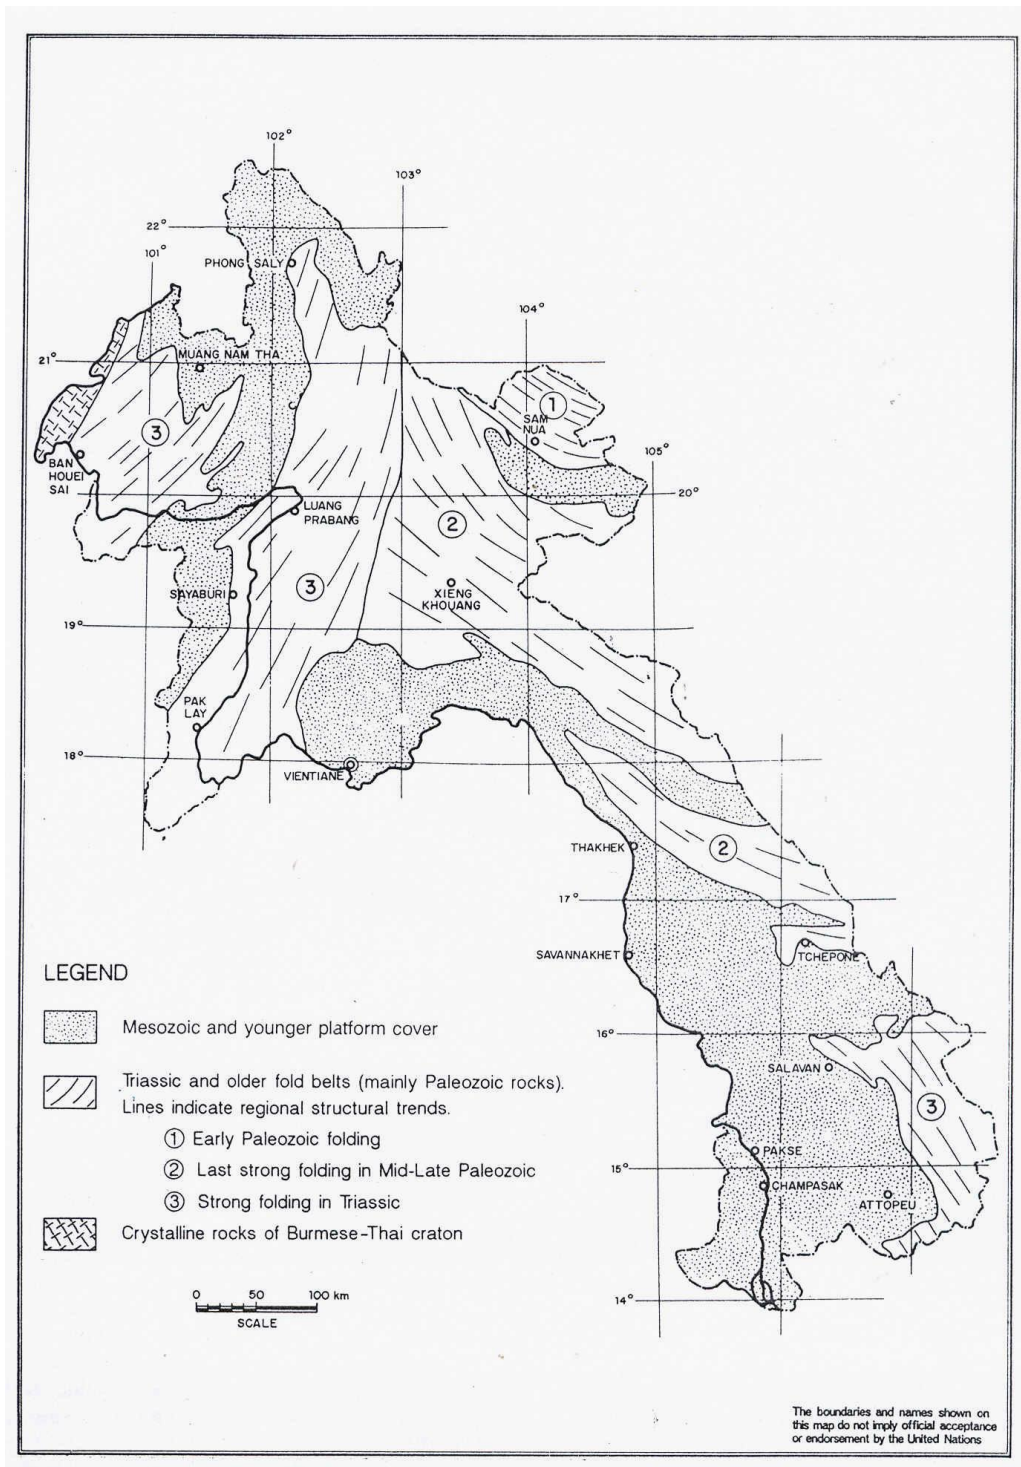 102°
103°
22°
101°
PHONG SALY
104°
21°
MUANG NAM THA
1
SAM
NUA
3
105°
BAN
HOUEI
SAI
20°
LUANG
PRABANG
2
3
SAYABURI
XIENG
KHOUANG
19°
PAK
LAY
18°
VIENTIANE
THAKHEK
2
17°
SAVANNAKHET
TCHEPONE
LEGEND
Mesozoic and younger platform cover
16°
SALAVAN
Triassic and older fold belts (mainly Paleozoic rocks).
Lines indicate regional structural trends.
3
1 Early Paleozoic folding
PAKSE
2 Last strong folding in Mid-Late Paleozoic
15°
CHAMPASAK
3 Strong folding in Triassic
ATTOPEU
Crystalline rocks of Burmese-Thai craton
0 50 100 km
14°
SCALE
The boundaries and names shown on
this map do not imply official acceptance
or endorsement by the United Nations